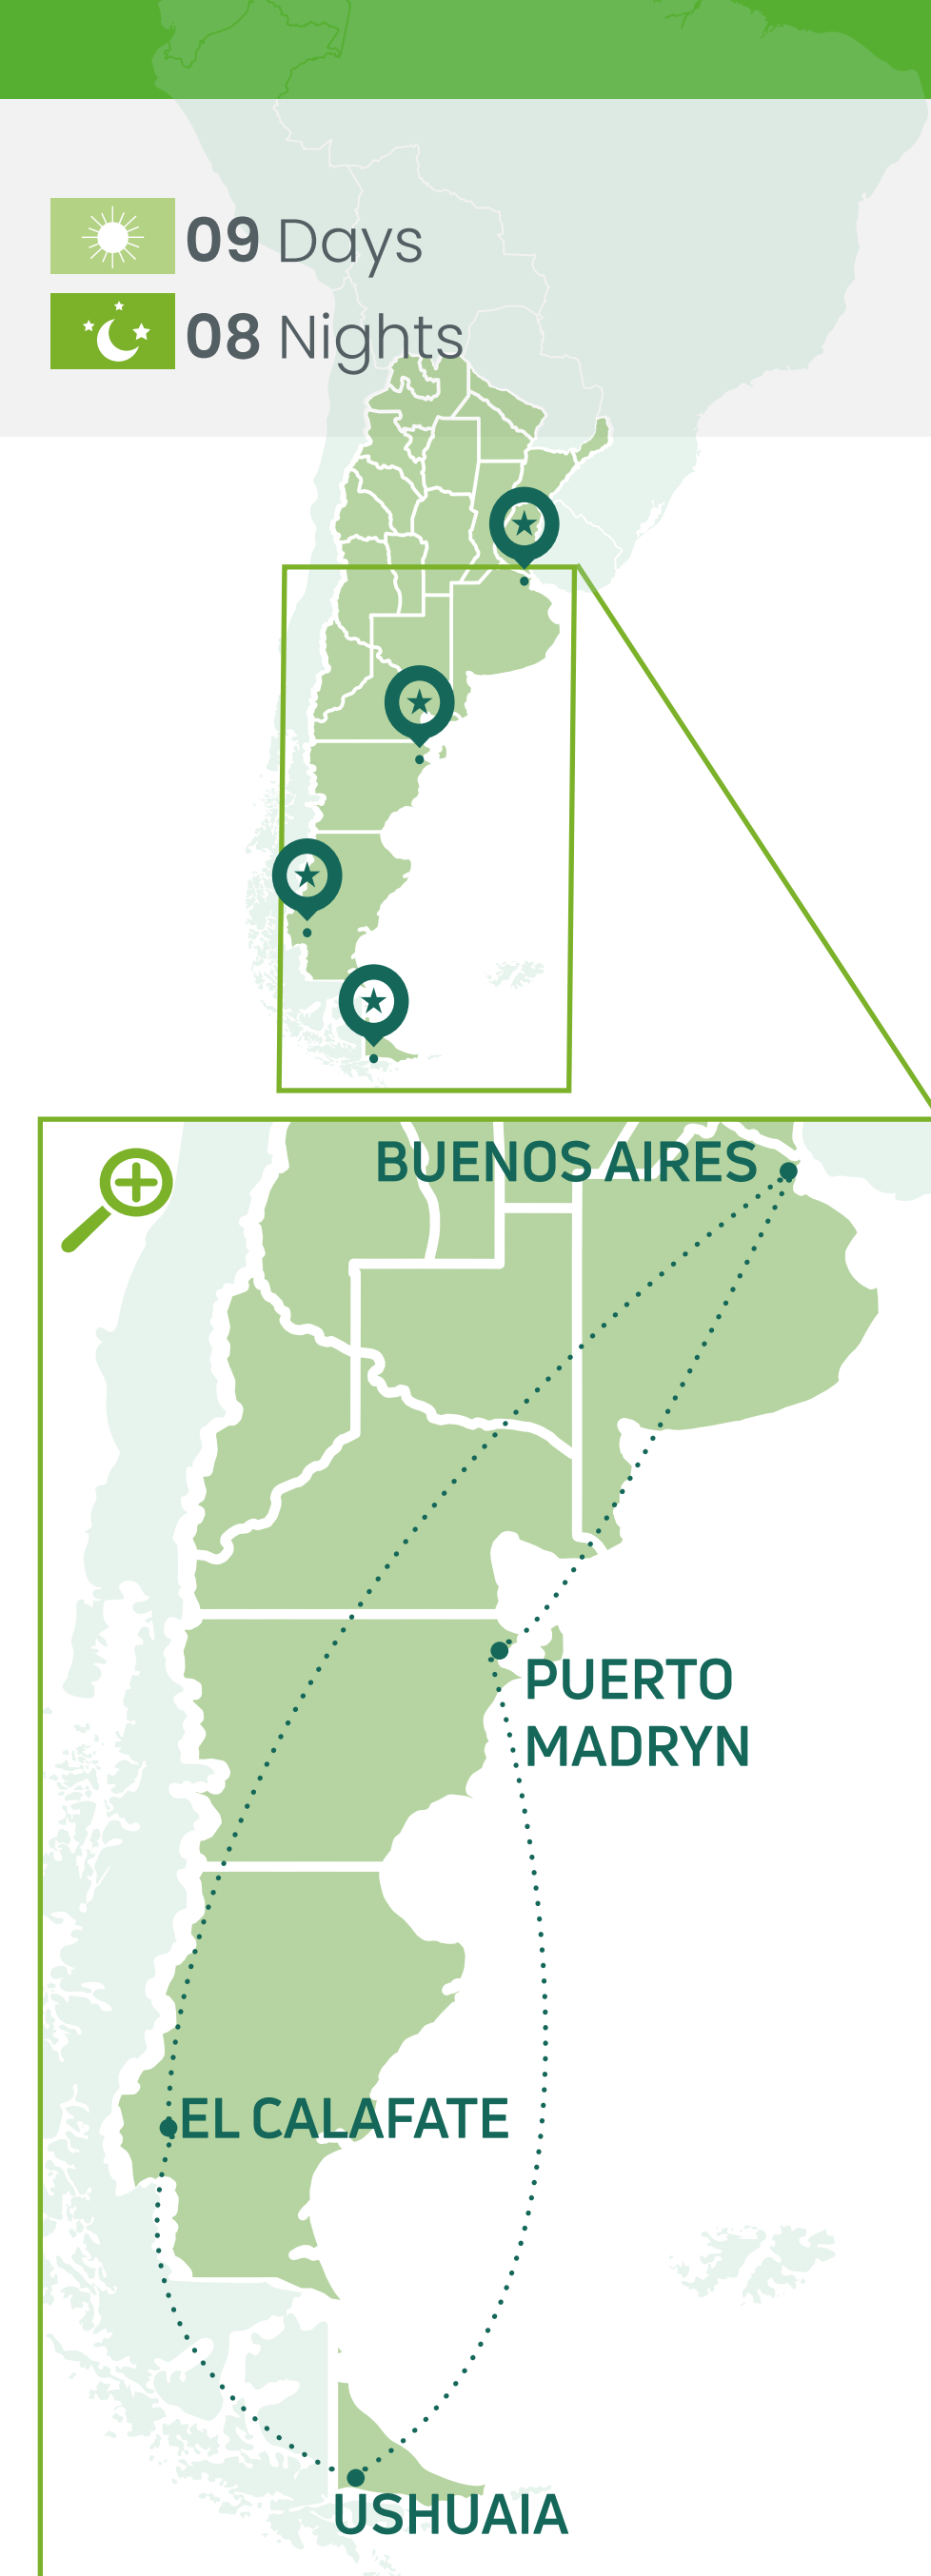 09 Days
08 Nights
BUENOS AIRES
PUERTO
MADRYN
EL CALAFATE
USHUAIA